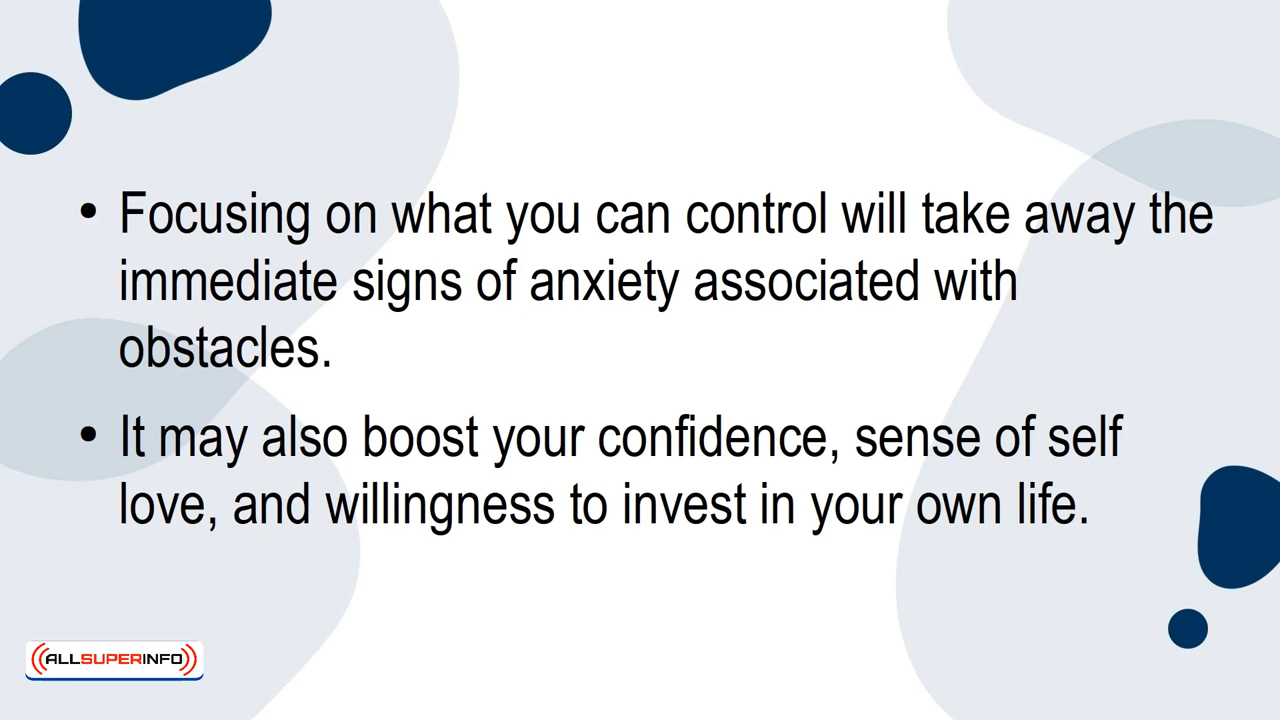 • Focusing on what you can control will take away the
immediate signs of anxiety associated with
obstacles.
• It may also boost your confidence, sense of self
love, and willingness to invest in your own life.
ALLSUPERINFO